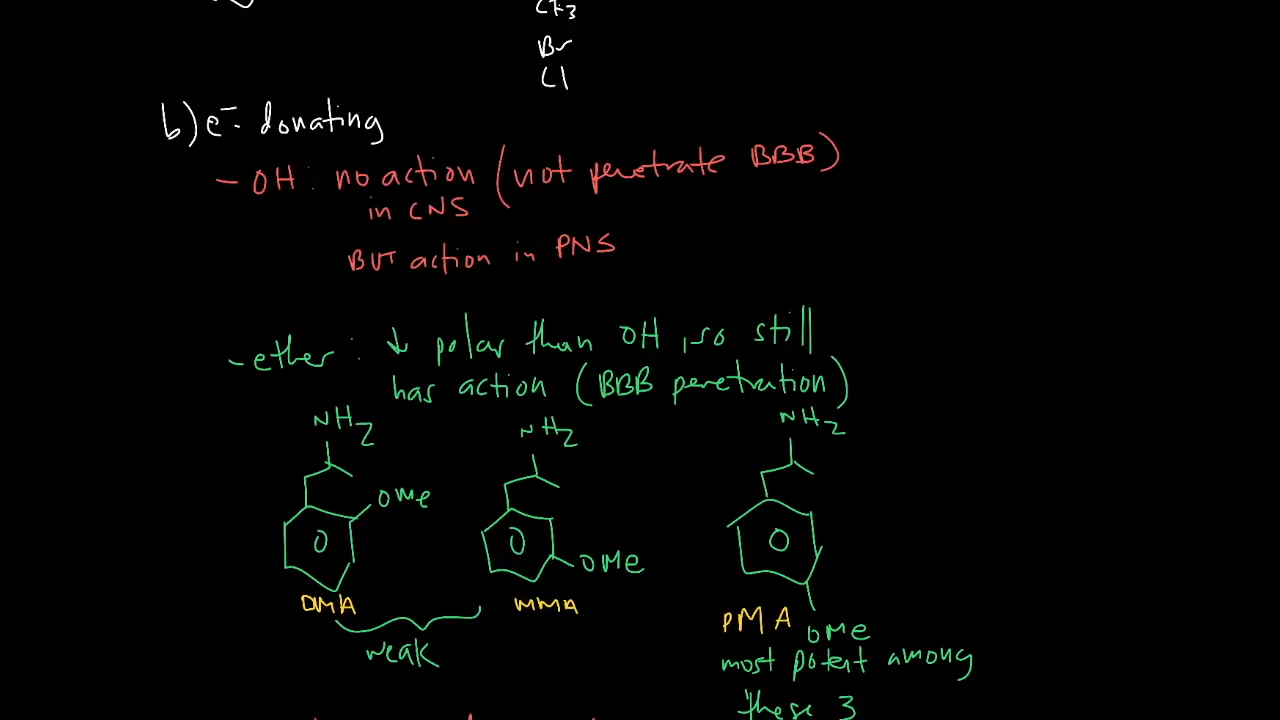 CF3
Br
Cl
b) e⁻ donating
- OH : no action (not penetrate BBB)
in CNS
BUT action in PNS
- ether : ↓ polar than OH , so still
has action (BBB penetration)
NH2
NH2
NH2
OMe
OMe
OMA
MMA
PMA
OMe
weak
most potent among
these 3